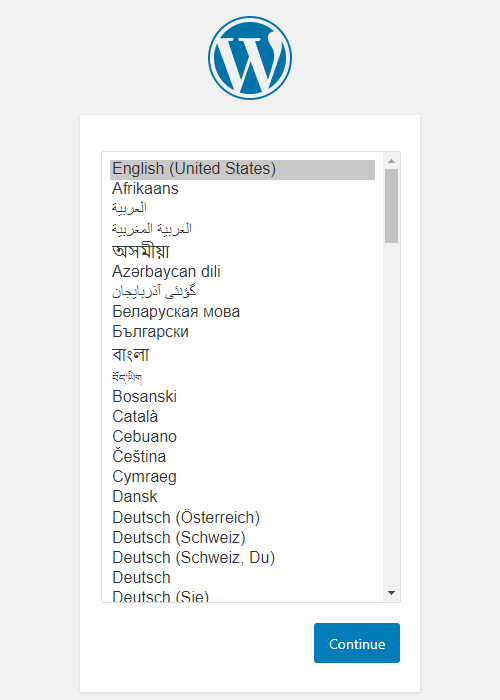 English (United States)
Afrikaans
العربية
العربية المغربية
অসমীয়া
Azərbaycan dili
گؤنئی آذربایجان
Беларуская мова
Български
বাংলা
བོད་ཡིག
Bosanski
Català
Cebuano
Čeština
Cymraeg
Dansk
Deutsch (Österreich)
Deutsch (Schweiz)
Deutsch (Schweiz, Du)
Deutsch
Deutsch (Sie)
Continue